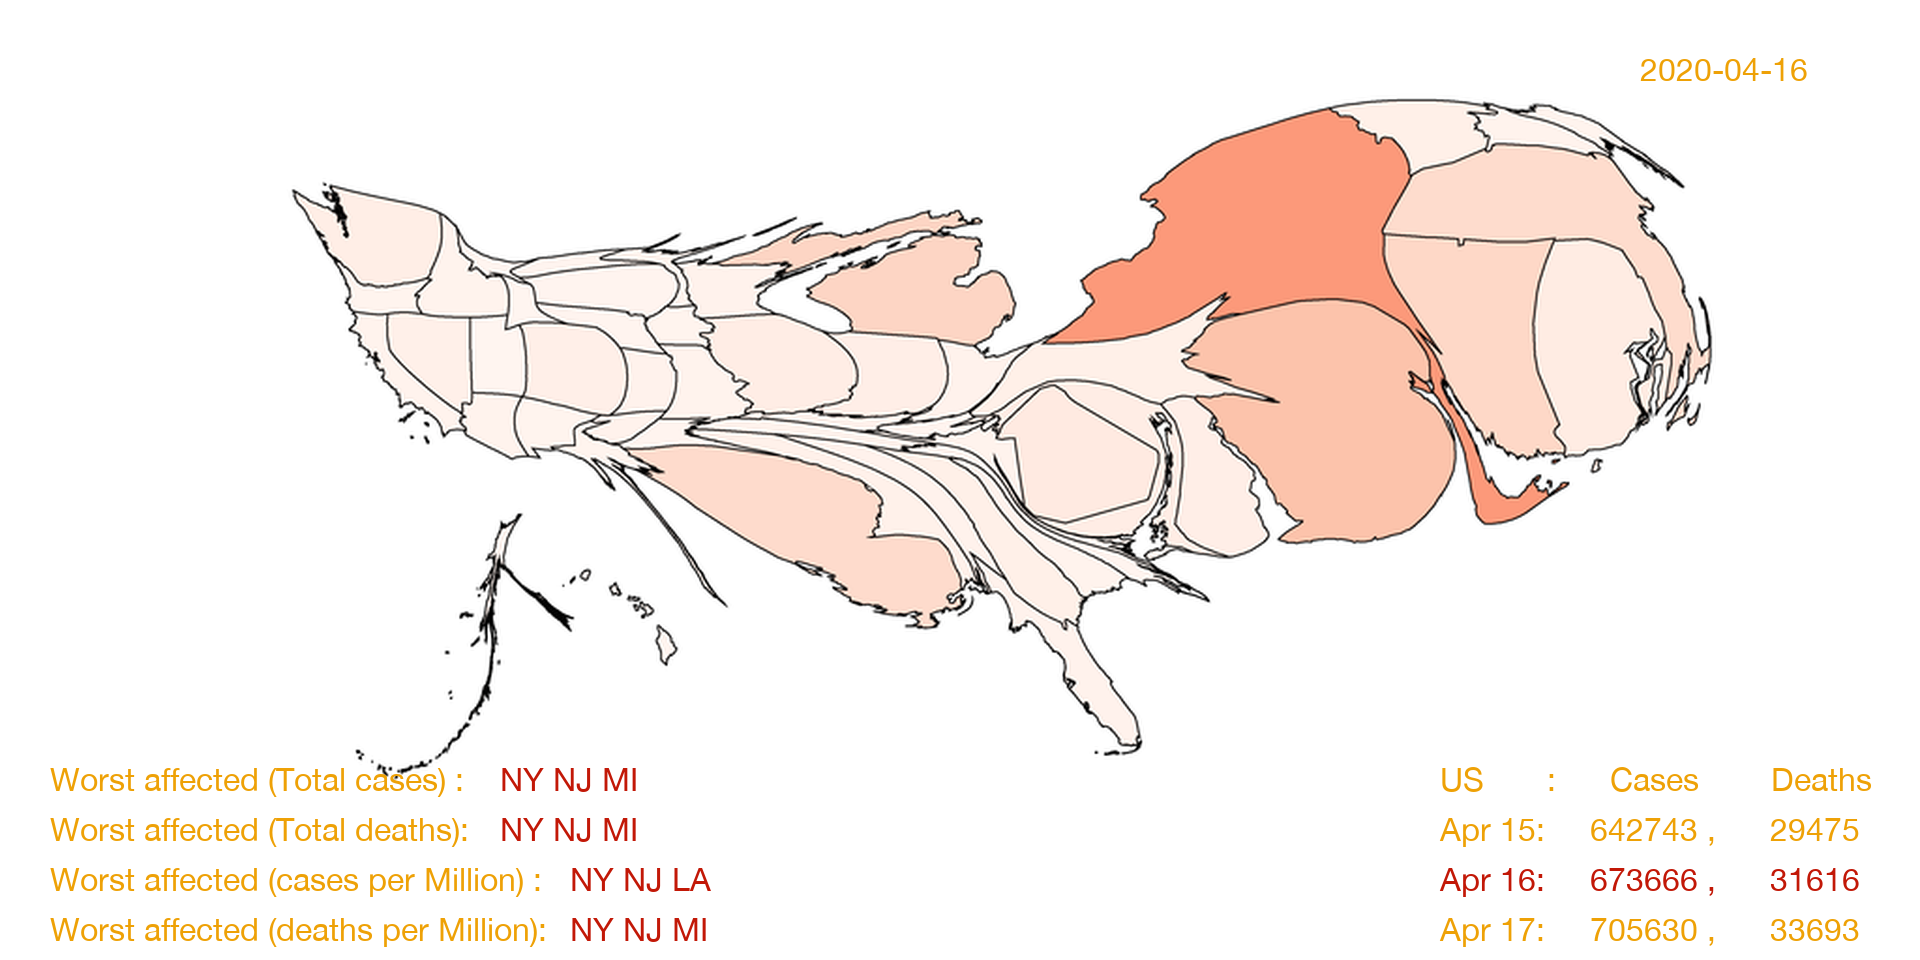 2020-04-16
Worst affected (Total cases) : NY NJ MI
Worst affected (Total deaths): NY NJ MI
Worst affected (cases per Million) : NY NJ LA
Worst affected (deaths per Million): NY NJ MI
US : Cases Deaths
Apr 15: 642743 , 29475
Apr 16: 673666 , 31616
Apr 17: 705630 , 33693